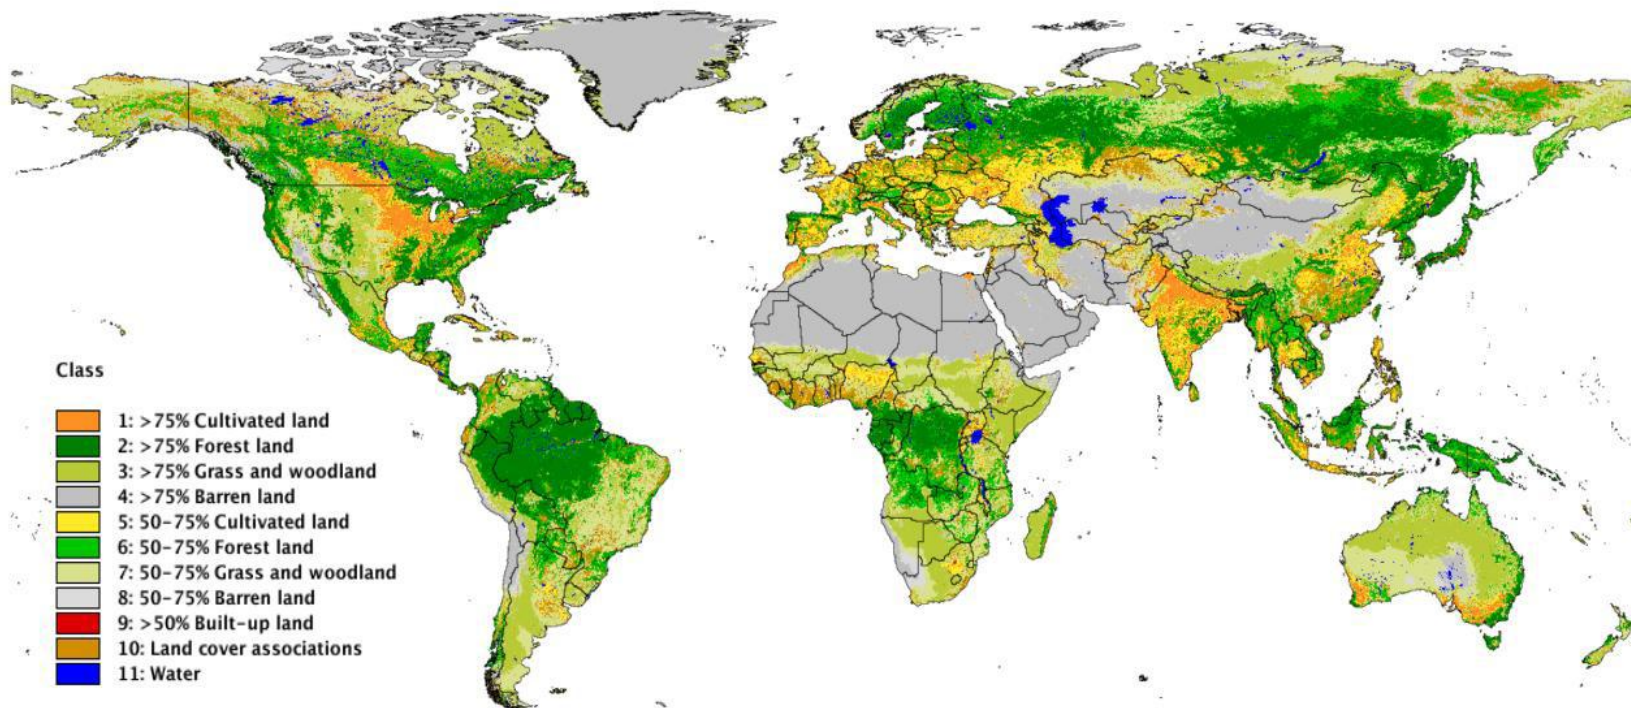 Class
1: >75% Cultivated land
2: >75% Forest land
3: >75% Grass and woodland
4: >75% Barren land
5: 50-75% Cultivated land
6: 50-75% Forest land
7: 50-75% Grass and woodland
8: 50-75% Barren land
9: >50% Built-up land
10: Land cover associations
11: Water